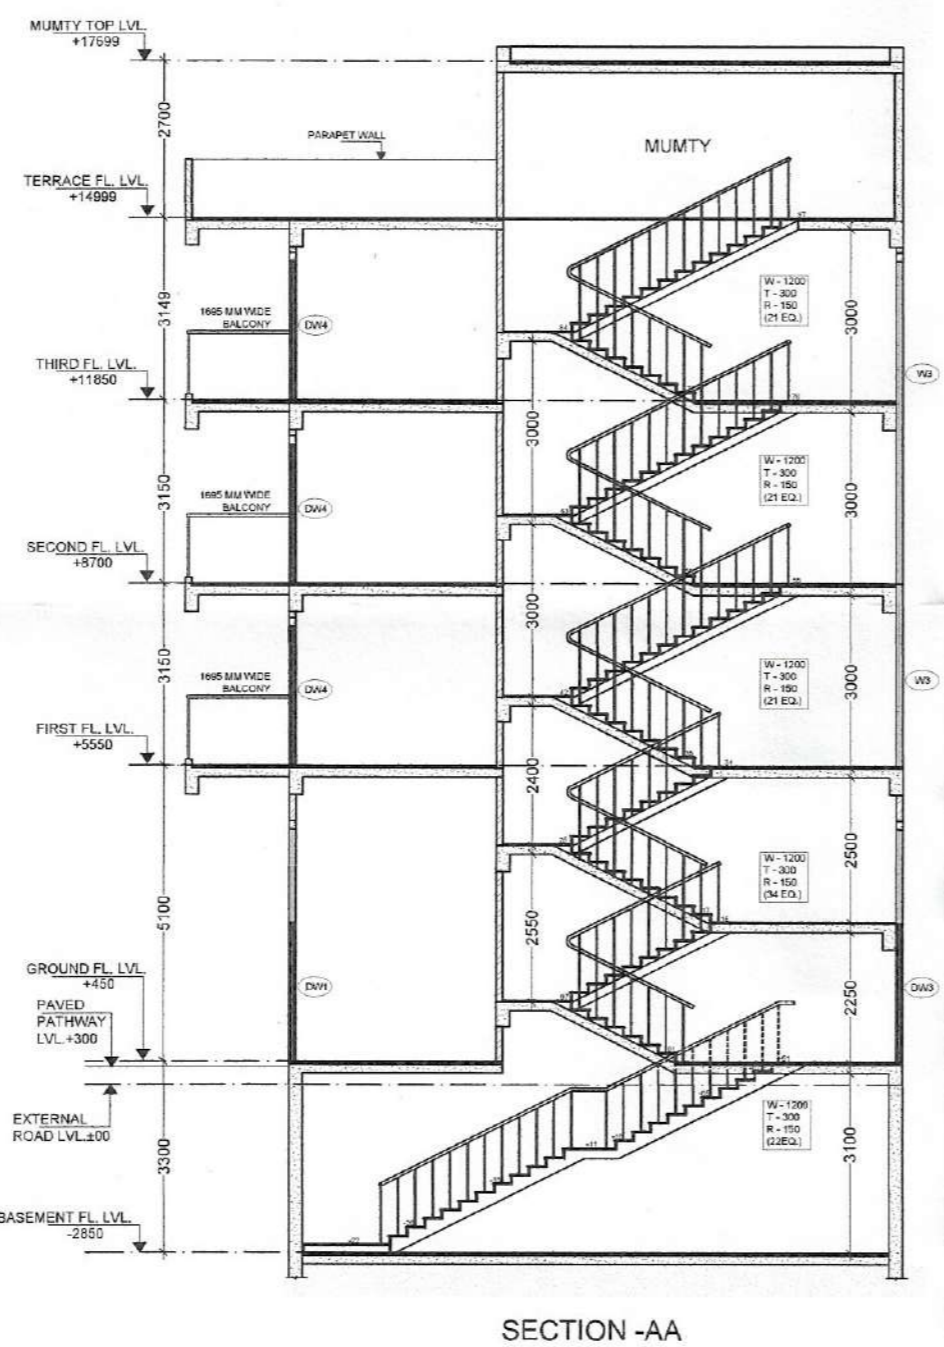 MUMTY TOP LVL.
+17699
2700
PARAPET WALL
MUMTY
TERRACE FL. LVL.
+14999
3149
1695 MM WIDE
BALCONY
DW4
W - 1200
T - 300
R - 150
(21 EQ.)
3000
THIRD FL. LVL.
+11850
W3
3000
3150
1695 MM WIDE
BALCONY
DW4
W - 1200
T - 300
R - 150
(21 EQ.)
3000
SECOND FL. LVL.
+8700
3000
3150
1695 MM WIDE
BALCONY
DW4
W - 1200
T - 300
R - 150
(21 EQ.)
3000
W3
FIRST FL. LVL.
+5550
2400
5100
W - 1200
T - 300
R - 150
(34 EQ.)
2500
2550
GROUND FL. LVL.
+450
DW1
DW3
2250
PAVED
PATHWAY
LVL.+300
EXTERNAL
ROAD LVL.±00
W - 1200
T - 300
R - 150
(22EQ.)
3100
3300
BASEMENT FL. LVL.
-2850
SECTION -AA